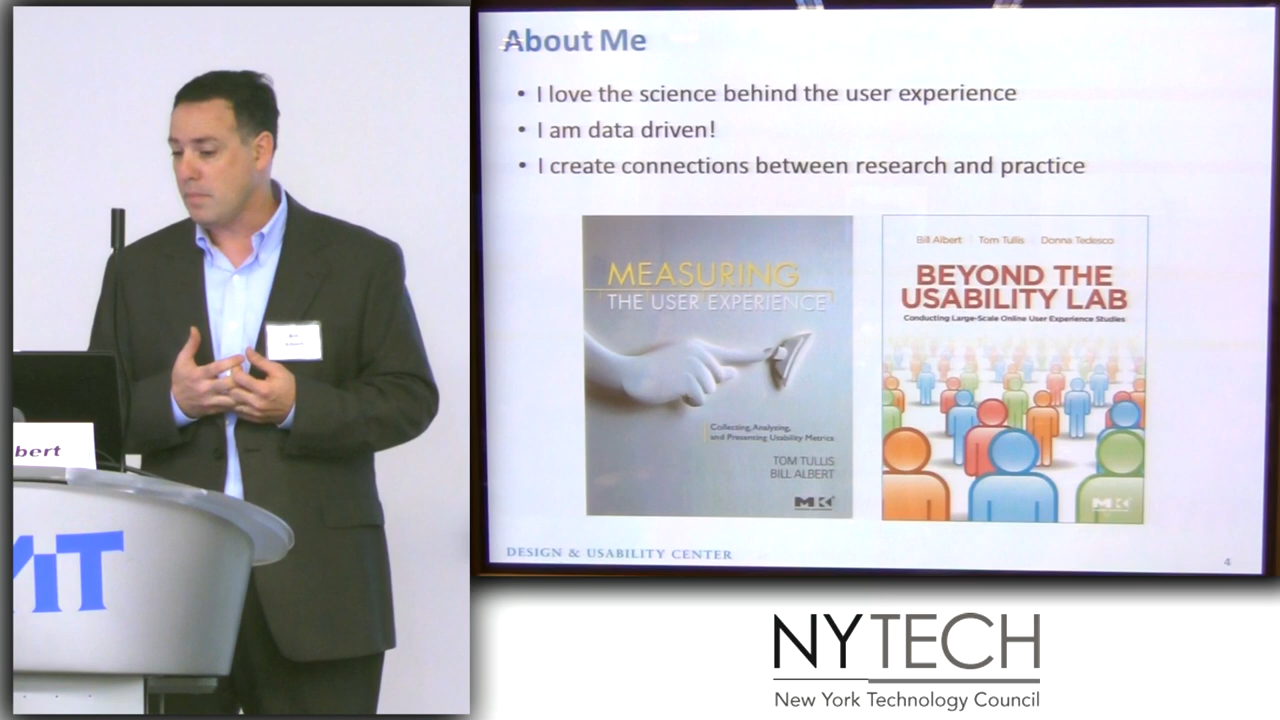 About Me
• I love the science behind the user experience
• I am data driven!
• I create connections between research and practice
MEASURING
THE USER EXPERIENCE
Collecting, Analyzing,
and Presenting Usability Metrics
TOM TULLIS
BILL ALBERT
MK
Bill Albert | Tom Tullis | Donna Tedesco
BEYOND THE
USABILITY LAB
Conducting Large-Scale Online User Experience Studies
MK
DESIGN & USABILITY CENTER
4
Bill
Albert
bert
YIT
NYTECH
New York Technology Council